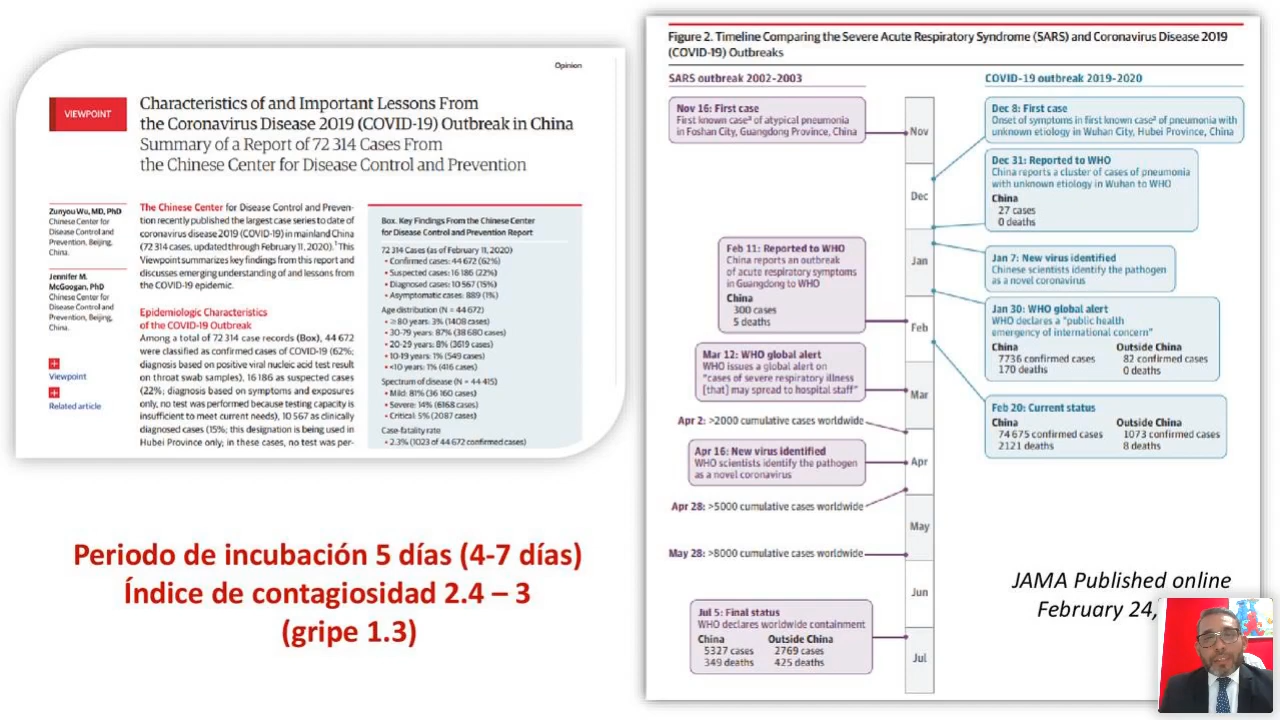 Opinion
VIEWPOINT
Characteristics of and Important Lessons From
the Coronavirus Disease 2019 (COVID-19) Outbreak in China
Summary of a Report of 72 314 Cases From
the Chinese Center for Disease Control and Prevention
Zunyou Wu, MD, PhD
Chinese Center for
Disease Control and
Prevention, Beijing,
China.
Jennifer M.
McGoogan, PhD
Chinese Center for
Disease Control and
Prevention, Beijing,
China.
Viewpoint
Related article
The Chinese Center for Disease Control and Preven-
tion recently published the largest case series to date of
coronavirus disease 2019 (COVID-19) in mainland China
(72 314 cases, updated through February 11, 2020).1 This
Viewpoint summarizes key findings from this report and
discusses emerging understanding of and lessons from
the COVID-19 epidemic.
Epidemiologic Characteristics
of the COVID-19 Outbreak
Among a total of 72 314 case records (Box), 44 672
were classified as confirmed cases of COVID-19 (62%;
diagnosis based on positive viral nucleic acid test result
on throat swab samples), 16 186 as suspected cases
(22%; diagnosis based on symptoms and exposures
only, no test was performed because testing capacity is
insufficient to meet current needs), 10 567 as clinically
diagnosed cases (15%; this designation is being used in
Hubei Province only; in these cases, no test was per-
Box. Key Findings From the Chinese Center
for Disease Control and Prevention Report
72 314 Cases (as of February 11, 2020)
• Confirmed cases: 44 672 (62%)
• Suspected cases: 16 186 (22%)
• Diagnosed cases: 10 567 (15%)
• Asymptomatic cases: 889 (1%)
Age distribution (N = 44 672)
• ≥80 years: 3% (1408 cases)
• 30-79 years: 87% (38 680 cases)
• 20-29 years: 8% (3619 cases)
• 10-19 years: 1% (549 cases)
• <10 years: 1% (416 cases)
Spectrum of disease (N = 44 415)
• Mild: 81% (36 160 cases)
• Severe: 14% (6168 cases)
• Critical: 5% (2087 cases)
Case-fatality rate
• 2.3% (1023 of 44 672 confirmed cases)
Periodo de incubación 5 días (4-7 días)
Índice de contagiosidad 2.4 – 3
(gripe 1.3)
Figure 2. Timeline Comparing the Severe Acute Respiratory Syndrome (SARS) and Coronavirus Disease 2019
(COVID-19) Outbreaks
SARS outbreak 2002-2003
Nov 16: First case
First known caseª of atypical pneumonia
in Foshan City, Guangdong Province, China
Feb 11: Reported to WHO
China reports an outbreak
of acute respiratory symptoms
in Guangdong to WHO
China
300 cases
5 deaths
Mar 12: WHO global alert
WHO issues a global alert on
“cases of severe respiratory illness
[that] may spread to hospital staff”
Apr 2: >2000 cumulative cases worldwide
Apr 16: New virus identified
WHO scientists identify the pathogen
as a novel coronavirus
Apr 28: >5000 cumulative cases worldwide
May 28: >8000 cumulative cases worldwide
Jul 5: Final status
WHO declares worldwide containment
China Outside China
5327 cases 2769 cases
349 deaths 425 deaths
Nov
Dec
Jan
Feb
Mar
Apr
May
Jun
Jul
COVID-19 outbreak 2019-2020
Dec 8: First case
Onset of symptoms in first known caseª of pneumonia with
unknown etiology in Wuhan City, Hubei Province, China
Dec 31: Reported to WHO
China reports a cluster of cases of pneumonia
with unknown etiology in Wuhan to WHO
China
27 cases
0 deaths
Jan 7: New virus identified
Chinese scientists identify the pathogen
as a novel coronavirus
Jan 30: WHO global alert
WHO declares a “public health
emergency of international concern”
China Outside China
7736 confirmed cases 82 confirmed cases
170 deaths 0 deaths
Feb 20: Current status
China Outside China
74 675 confirmed cases 1073 confirmed cases
2121 deaths 8 deaths
JAMA Published online
February 24,